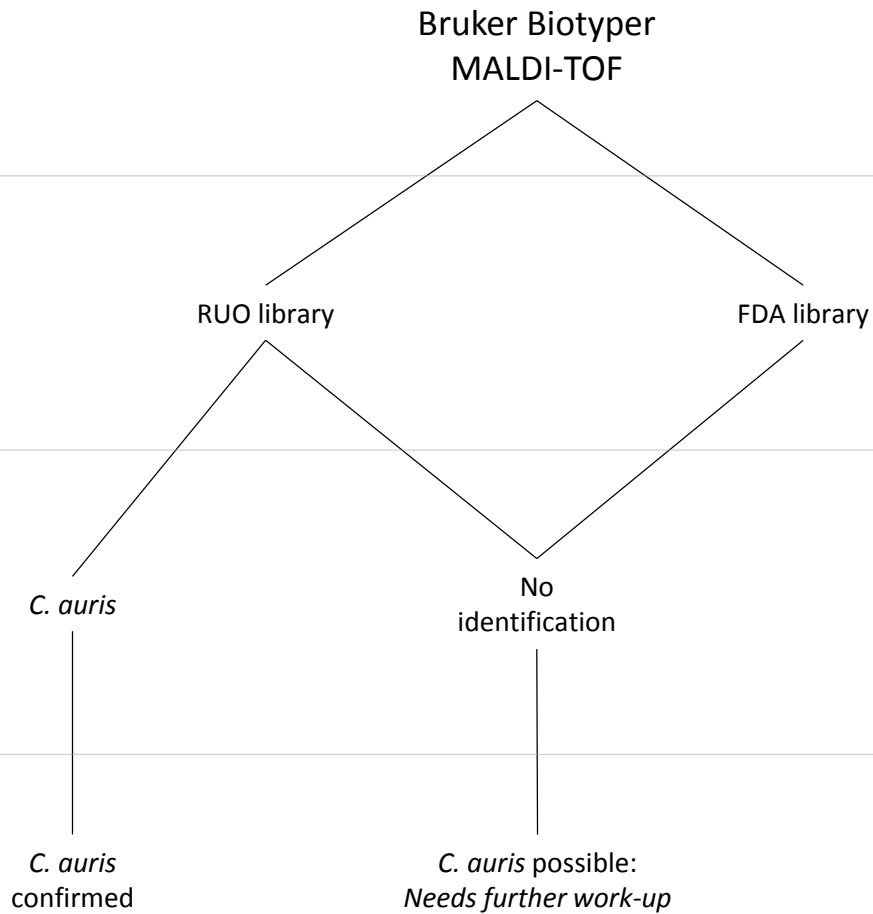 Bruker Biotyper
MALDI-TOF
RUO library
FDA library
C. auris
No
identification
C. auris
confirmed
C. auris possible:
Needs further work-up